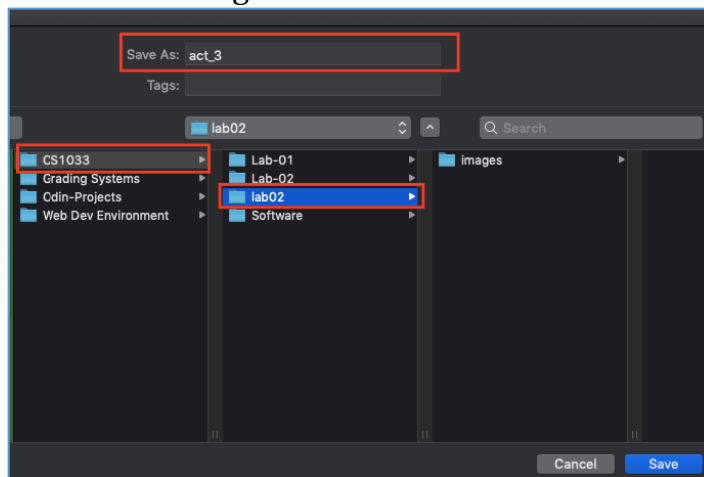 g
Save As: act_3
Tags:
lab02
Search
CS1033
Grading Systems
Odin-Projects
Web Dev Environment
Lab-01
Lab-02
lab02
Software
images
Cancel
Save